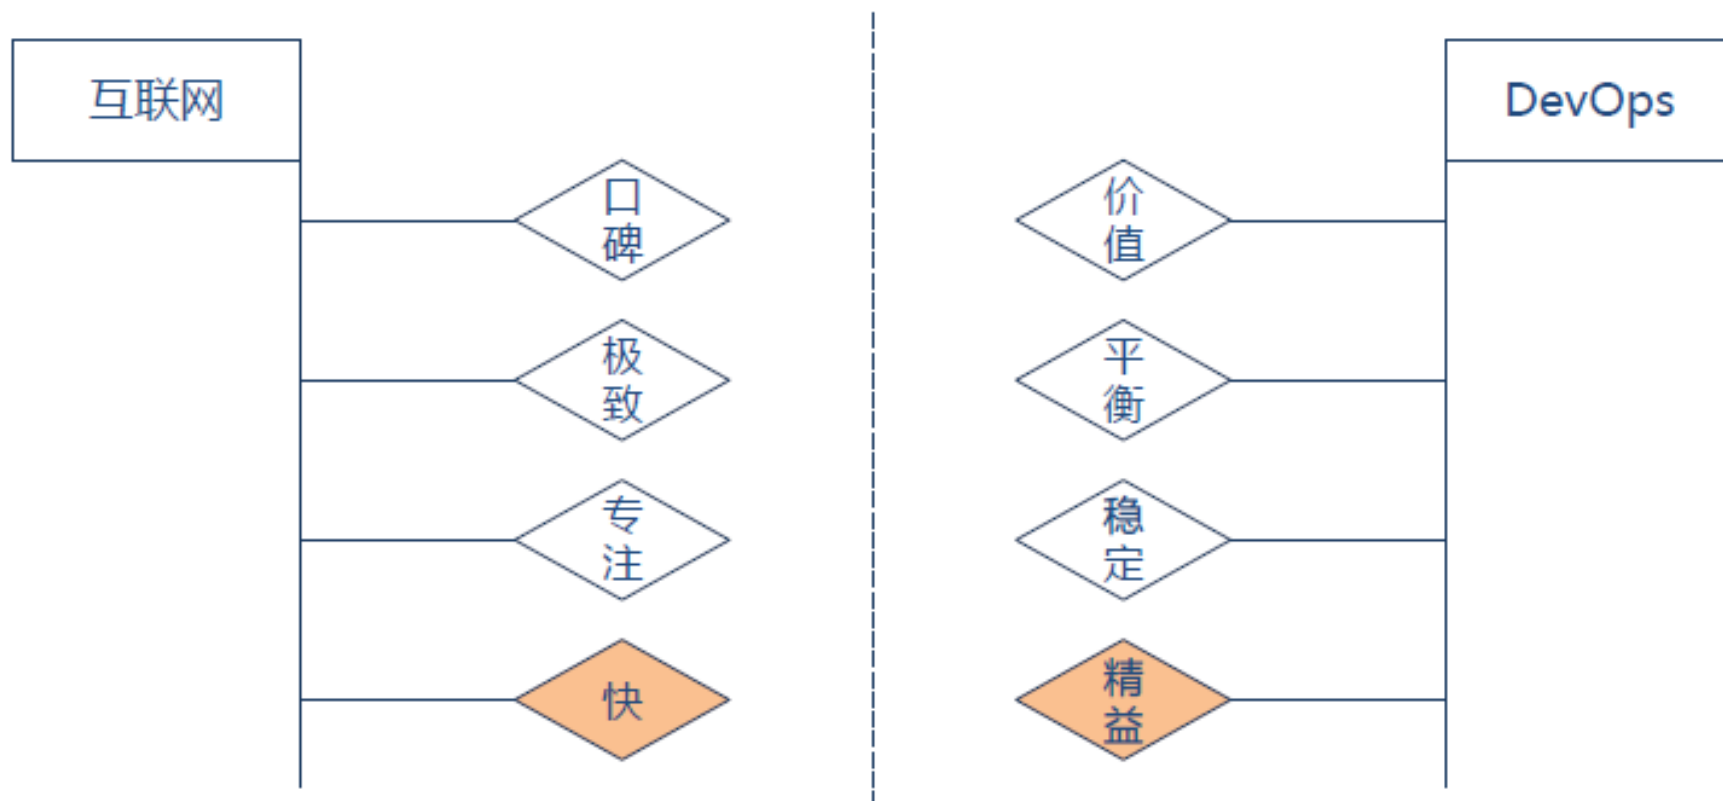 互联网
DevOps
口
碑
价
值
极
致
平
衡
专
注
稳
定
快
精
益